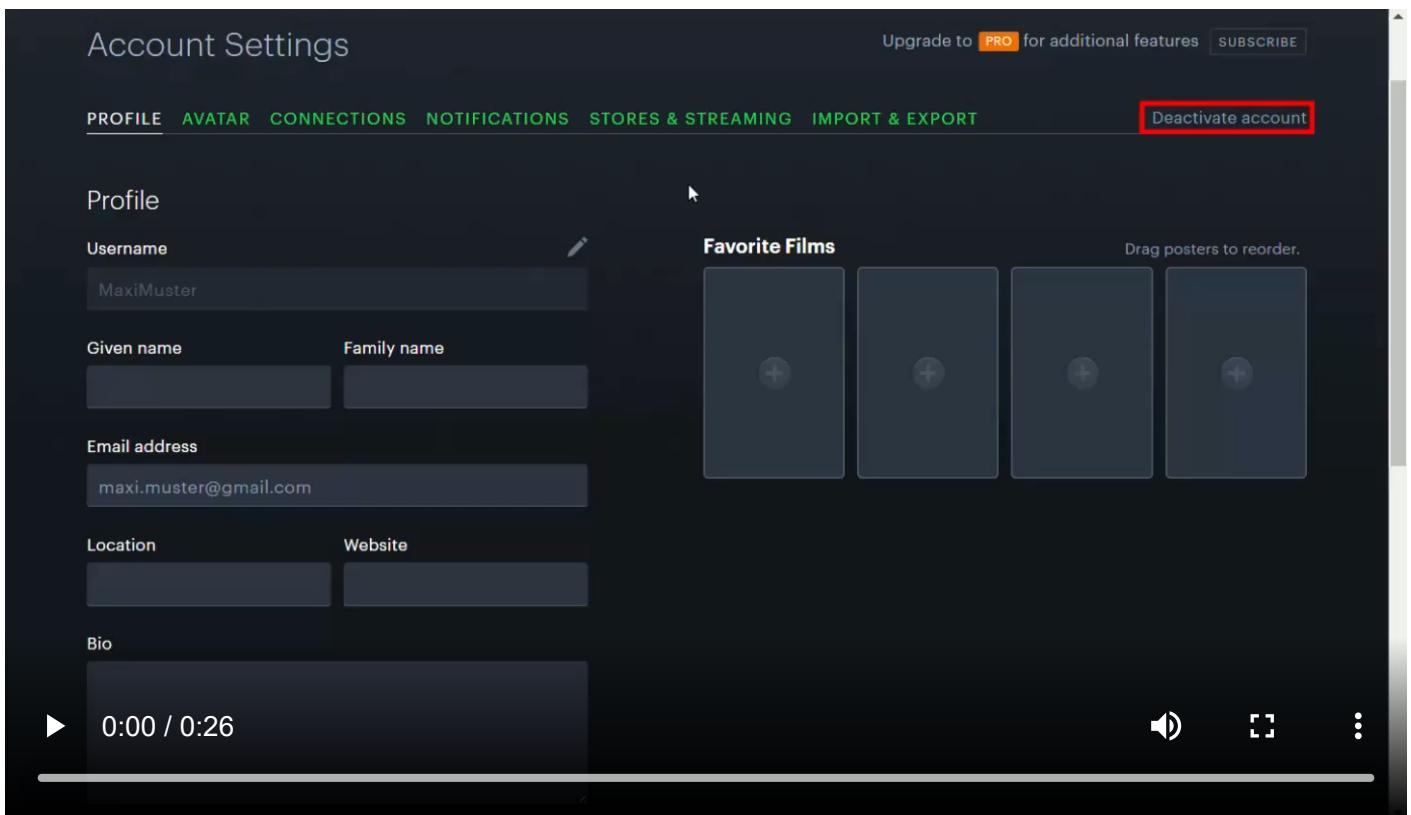 Account Settings
Upgrade to PRO for additional features SUBSCRIBE
PROFILE AVATAR CONNECTIONS NOTIFICATIONS STORES & STREAMING IMPORT & EXPORT Deactivate account
Profile
Username
MaxiMuster
Given name Family name
Email address
maxi.muster@gmail.com
Location Website
Bio
Favorite Films Drag posters to reorder.
0:00 / 0:26